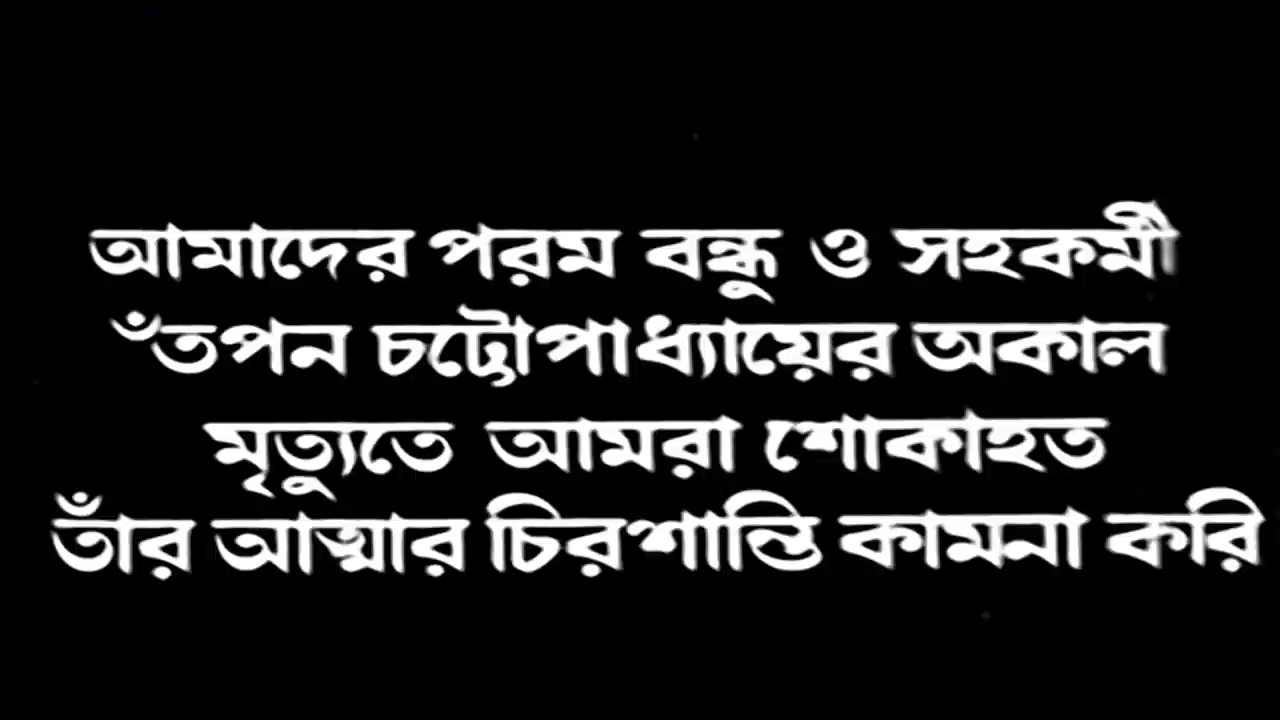 আমাদের পরম বন্ধু ও সহকর্মী
ঁতপন চট্টোপাধ্যায়ের অকাল
মৃত্যুতে আমরা শোকাহত
তাঁর আত্মার চিরশান্তি কামনা করি